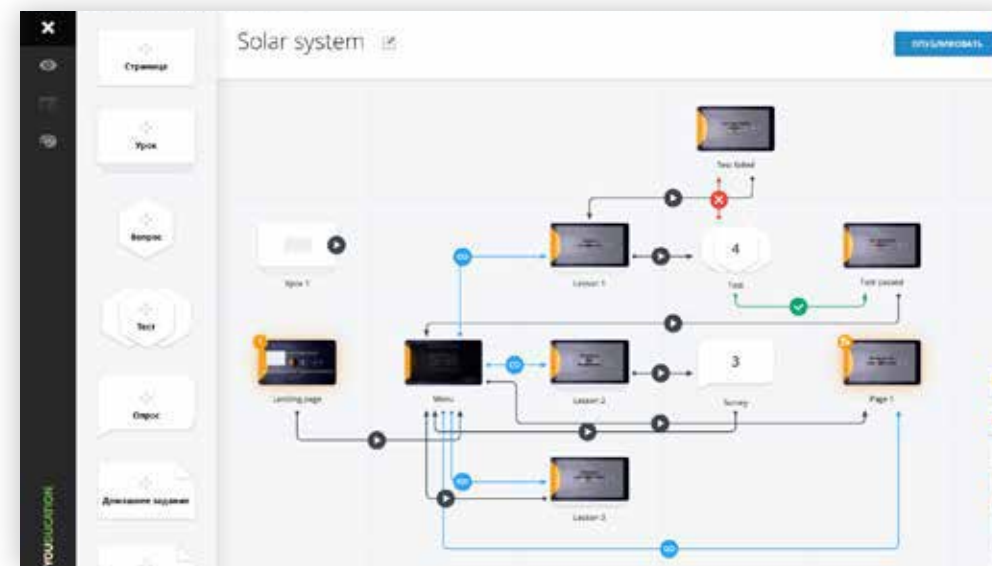 Solar system
ОПУБЛИКОВАТЬ
Страница
Урок
Вопрос
Тест
Опрос
Домашнее задание
YOUDUCATION
Test failed
Урок 1
Lesson 1
4
Test
Test passed
Landing page
Menu
Lesson 2
3
Survey
Page 1
Lesson 3